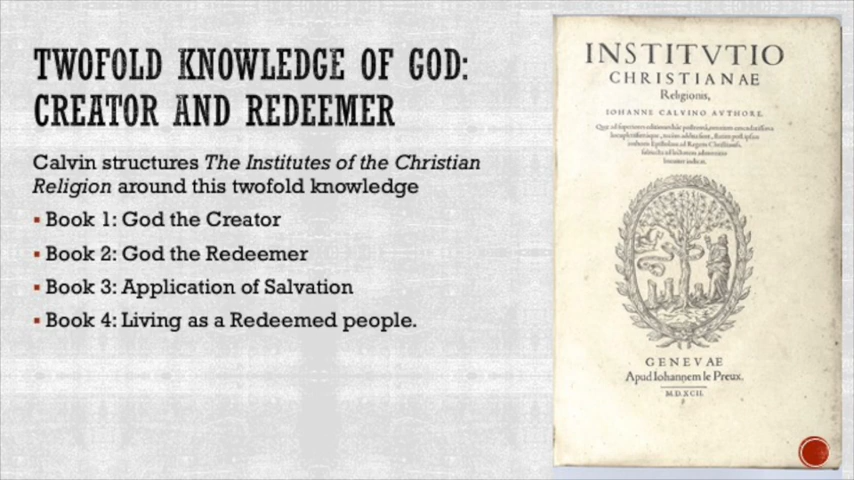 TWOFOLD KNOWLEDGE OF GOD:
CREATOR AND REDEEMER
Calvin structures The Institutes of the Christian
Religion around this twofold knowledge
Book 1: God the Creator
Book 2: God the Redeemer
Book 3: Application of Salvation
Book 4: Living as a Redeemed people.
INSTITVTIO
CHRISTIANAE
Religionis,
IOHANNE CALVINO AVTHORE.
GENEVAE
Apud Iohannem le Preux.
M.D.XCII.